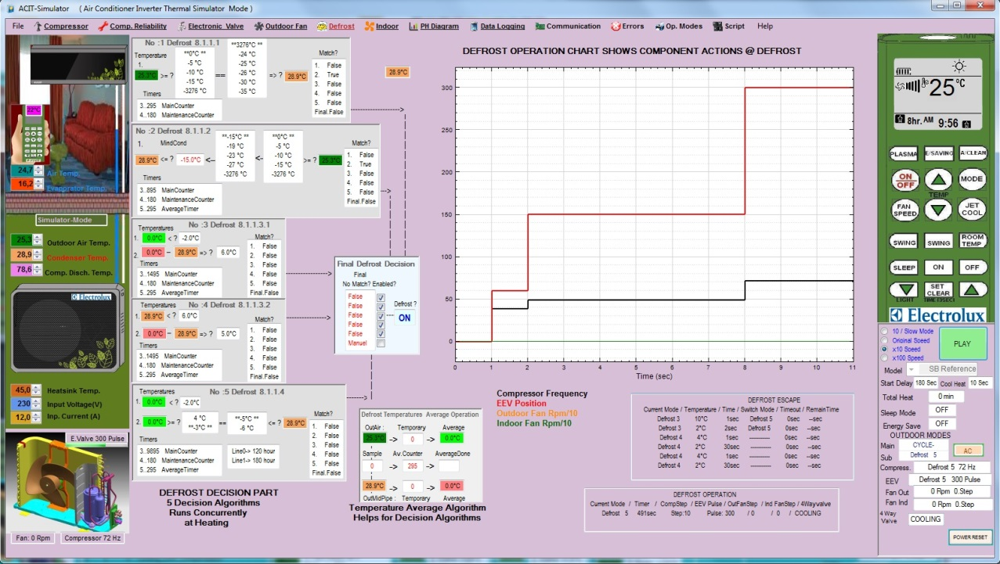 ACIT-Simulator ( Air Conditioner Inverter Thermal Simulator Mode )
File Compressor Comp. Reliability Electronic Valve Outdoor Fan Defrost Indoor PH Diagram Data Logging Communication Errors Op. Modes Script Help
22°C
24,7 Air Temp.
16,2 Evaporator Temp.
Simulator-Mode
25,3 Outdoor Air Temp.
28,9 Condenser Temp.
78,6 Comp. Disch. Temp.
Electrolux
45,0 Heatsink Temp.
230 Input Voltage(V)
12,0 Inp. Current (A)
E.Valve 300 Pulse
Fan: 0 Rpm Compressor 72 Hz
No :1 Defrost 8.1.1.1
Temperature
1.
25.3°C >= ?
**0°C **
-5 °C
-10 °C
-15 °C
-3276 °C
==
**3276°C **
-24 °C
-25 °C
-26 °C
-30 °C
-35 °C
=> ? 28.9°C
Match?
1. False
2. True
3. False
4. False
5. False
Final.False
Timers
3..295 MainCounter
4..180 MaintenanceCounter
28.9°C
No :2 Defrost 8.1.1.2
1. MindCond
28.9°C <= ? -15.0°C <–
**-15 °C**
-19 °C
-23 °C
-27 °C
-3276 °C
<–
**0°C **
-5 °C
-10 °C
-15 °C
-3276 °C
>= ? 25.3°C
Match?
1. False
2. True
3. False
4. False
5. False
Final.False
Timers
3..895 MainCounter
4..180 MaintenanceCounter
5..295 AverageTimer
No :3 Defrost 8.1.1.3.1
Temperatures
1. 0.0°C < ? -2.0°C
2. 0.0°C – 28.9°C => ? 6.0°C
Timers
3...1495 MainCounter
4...180 MaintenanceCounter
5...295 AverageTimer
Match?
1. False
2. False
3. False
4. False
5. False
Final.False
No :4 Defrost 8.1.1.3.2
Temperatures
1. 28.9°C < ? 6.0°C
2. 0.0°C – 28.9°C => ? 5.0°C
Timers
3...1495 MainCounter
4...180 MaintenanceCounter
5...295 AverageTimer
Match?
1. False
2. False
3. False
4. False
5. False
Final.False
No :5 Defrost 8.1.1.4
Temperatures
1. 0.0°C < ? -2.0°C
2. 0.0°C >= ?
4 °C
**-3°C **
==
**-5°C **
-6 °C
<= ? 28.9°C
Timers
3..9895 MainCounter
4...180 MaintenanceCounter
5...295 AverageTimer
Line0-> 120 hour
Line1-> 180 hour
Match?
1. False
2. False
3. False
4. False
5. False
Final.False
DEFROST DECISION PART
5 Decision Algorithms
Runs Concurrently
at Heating
Final Defrost Decision
Final
No Match? Enabled?
False
False
False
False
False
Manuel
Defrost ?
ON
Defrost Temperatures Average Operation
OutAir : Temporary Average
25.3°C -> 0 -> 0.0°C
Sample Av.Counter AverageDone
0 -> 295 ->
28.9°C -> 0 -> 0.0°C
OutMidPipe : Temporary Average
Temperature Average Algorithm
Helps for Decision Algorithms
DEFROST OPERATION CHART SHOWS COMPONENT ACTIONS @ DEFROST
300
250
200
150
100
50
0
0 1 2 3 4 5 6 7 8 9 10 11
Time (sec)
Compressor Frequency
EEV Position
Outdoor Fan Rpm/10
Indoor Fan Rpm/10
DEFROST ESCAPE
Current Mode / Temperature / Time / Switch Mode / Timeout / RemainTime
Defrost 3 10°C 1sec Defrost 5 0sec --sec
Defrost 3 2°C 2sec Defrost 5 0sec --sec
Defrost 4 4°C 1sec ---------- 0sec --sec
Defrost 4 2°C 30sec ---------- 0sec --sec
Defrost 4 4°C 1sec ---------- 0sec --sec
Defrost 4 2°C 30sec ---------- 0sec --sec
DEFROST OPERATION
Current Mode / Timer / CompStep / EEV Pulse / OutFanStep / Ind FanStep / 4Wayvalve
Defrost 5 491sec Step:10 Pulse: 300 / 0 / 0 / COOLING
25°C
8hr. AM 9:56
PLASMA E/SAVING A/CLEAN
ON OFF TEMP MODE
FAN SPEED JET COOL
SWING SWING ROOM TEMP
SLEEP ON OFF
LIGHT SET CLEAR TIME(3SEC)
Electrolux
10 / Slow Mode
Original Speed
x10 Speed
x100 Speed
PLAY
Model SB Reference
Start Delay 180 Sec Cool Heat 10 Sec
Total Heat 0 min
Sleep Mode OFF
Energy Save OFF
OUTDOOR MODES
Main CYCLE-
Sub Defrost 5
AC
Compress. Defrost 5 72 Hz
EEV Defrost 5 300 Pulse
Fan Out 0 Rpm 0.Step
Fan Ind 0 Rpm 0.Step
4 Way Valve COOLING
POWER RESET